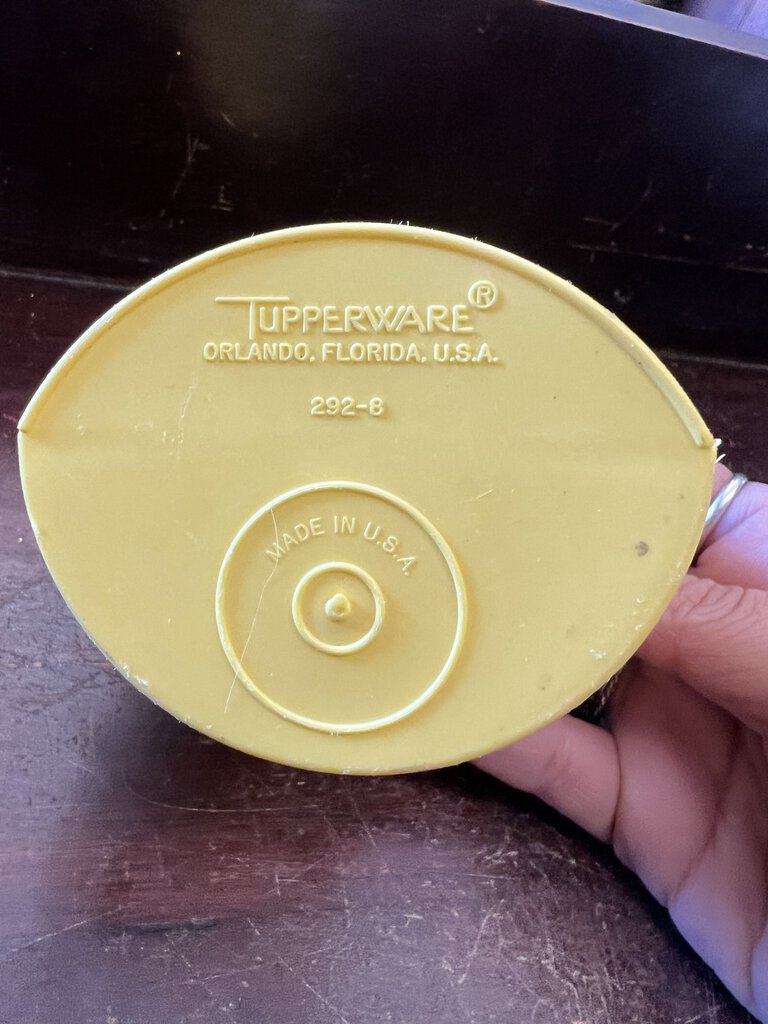 TUPPERWARE®
ORLANDO, FLORIDA, U.S.A.
292-8
MADE IN U.S.A.